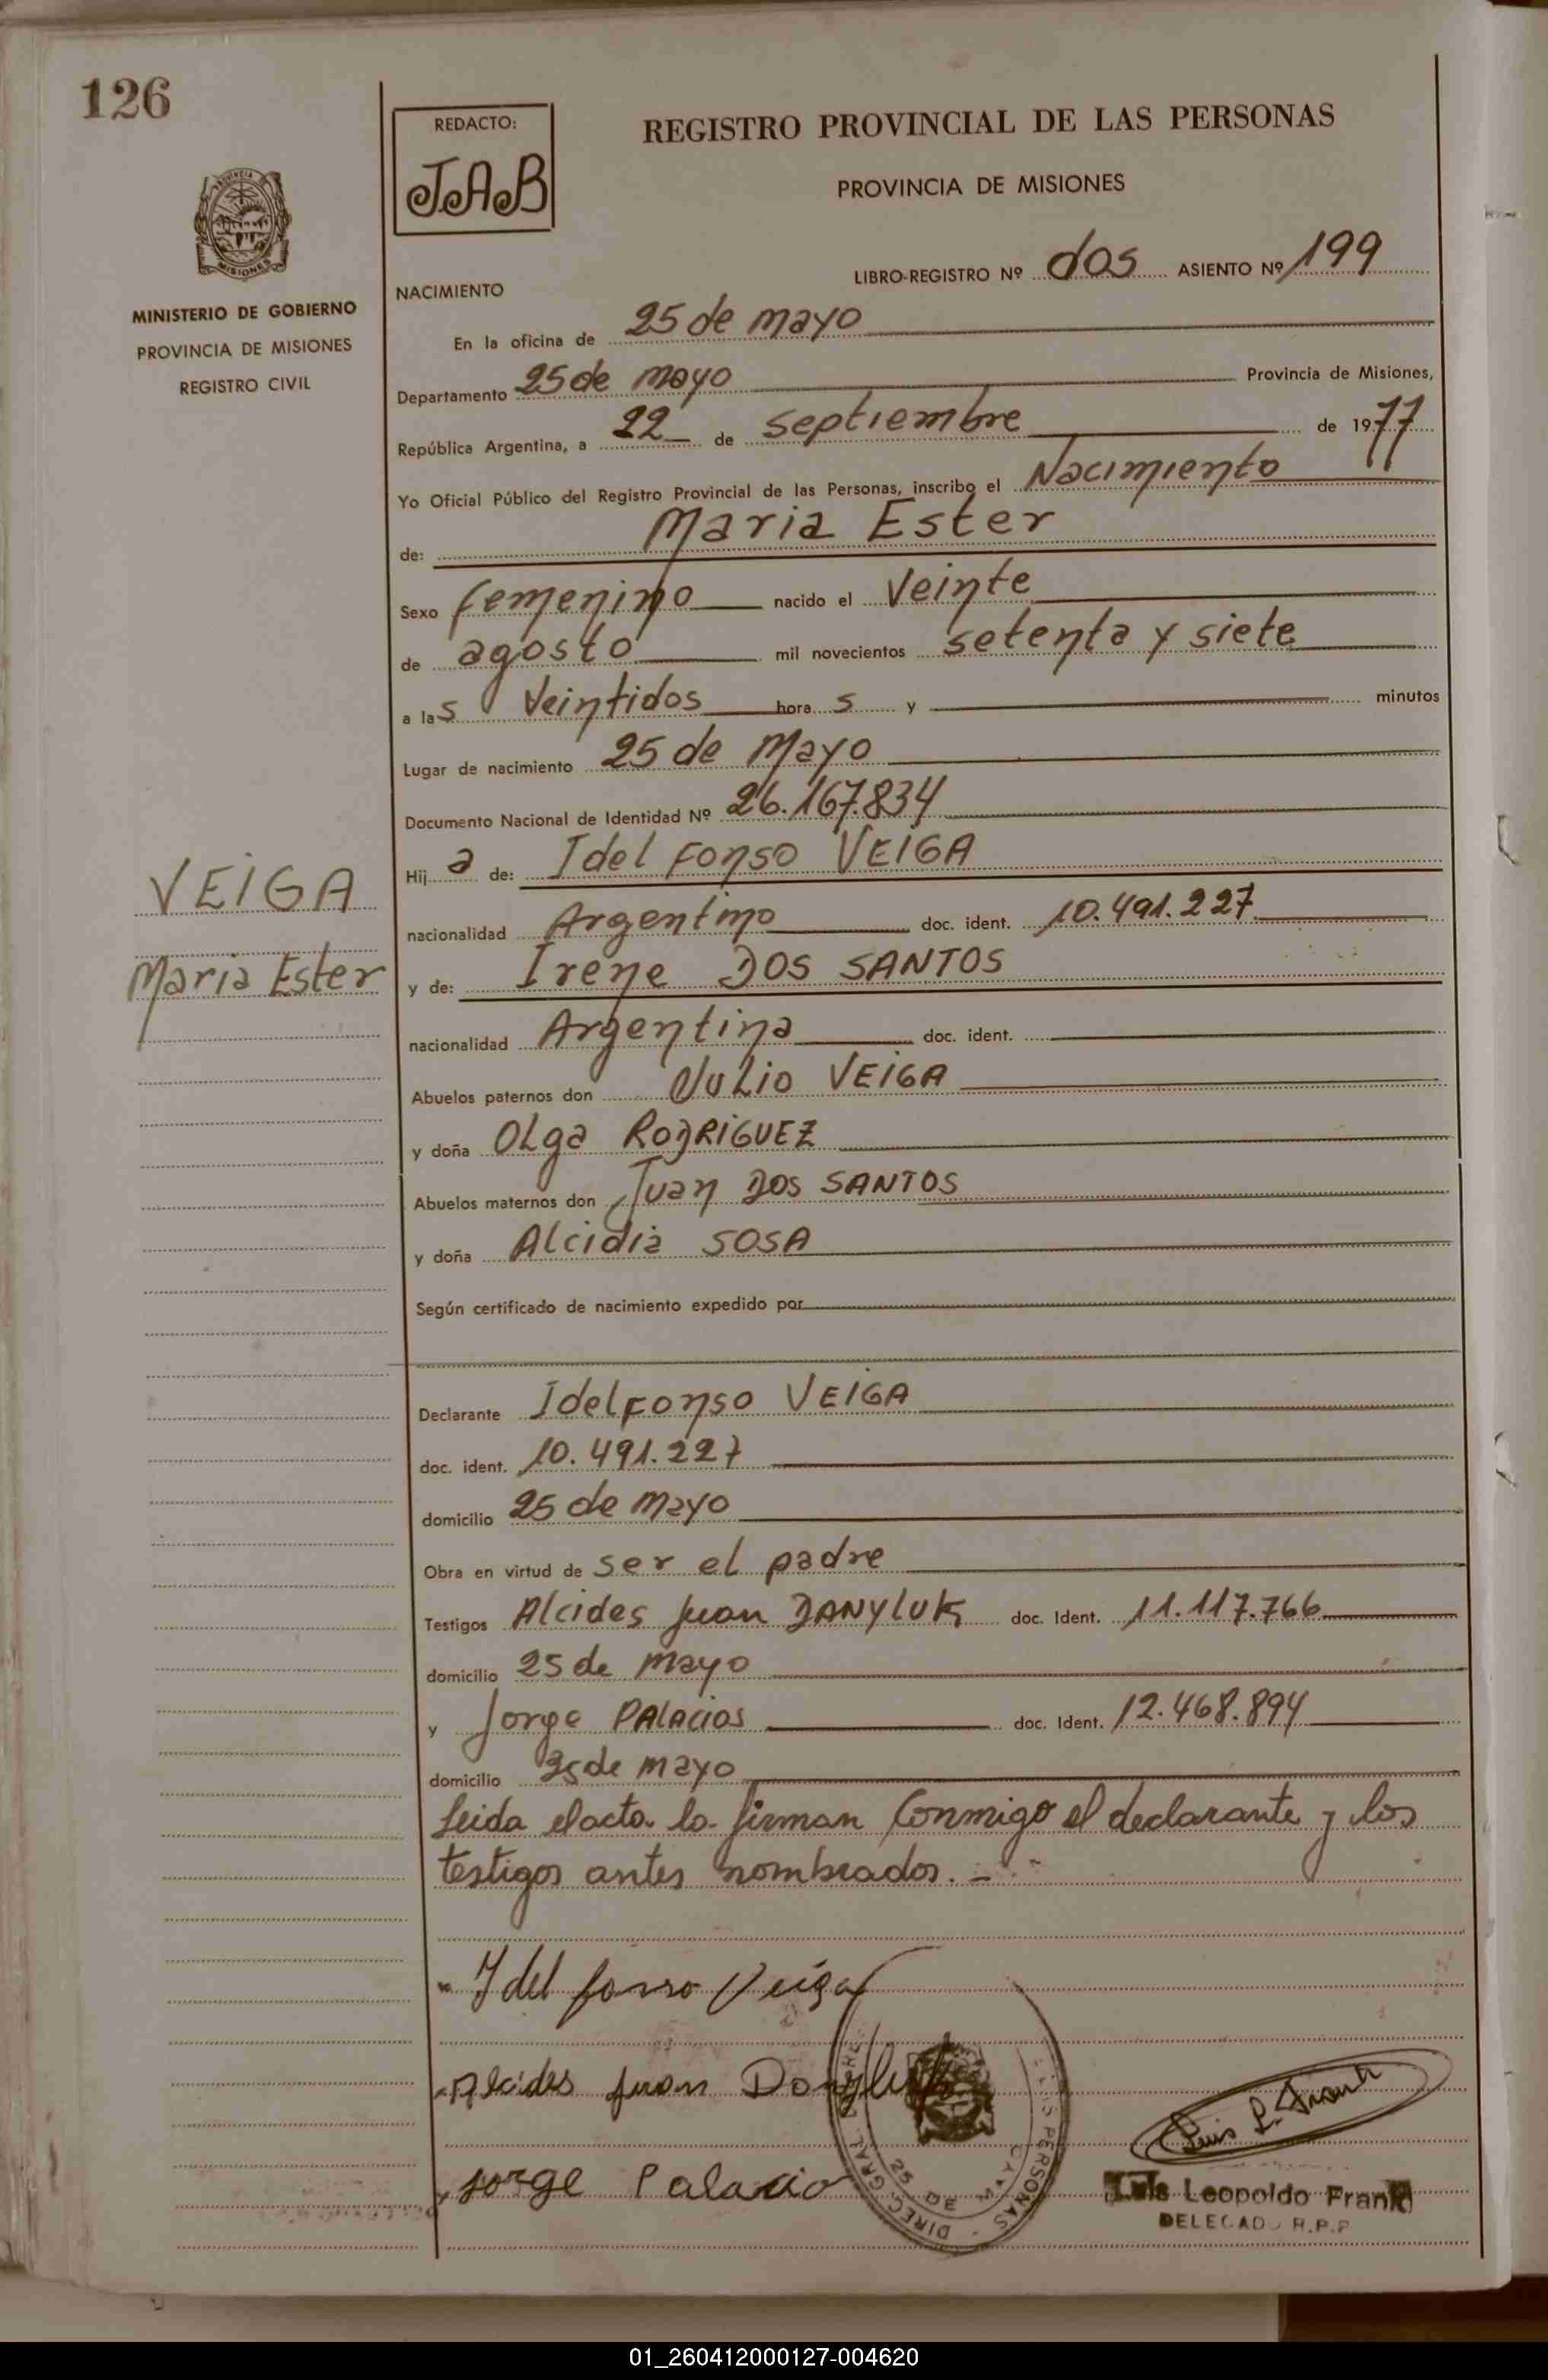 126
REDACTO:
J.A.B
REGISTRO PROVINCIAL DE LAS PERSONAS
PROVINCIA DE MISIONES
PROVINCIA DE
MISIONES
MINISTERIO DE GOBIERNO
PROVINCIA DE MISIONES
REGISTRO CIVIL
LIBRO-REGISTRO Nº dos ASIENTO Nº 199
NACIMIENTO
En la oficina de 25 de mayo
Departamento 25 de mayo Provincia de Misiones,
República Argentina, a 22 de septiembre de 1977
Yo Oficial Público del Registro Provincial de las Personas, inscribo el Nacimiento
de: Maria Ester
Sexo femenino nacido el Veinte
de agosto mil novecientos setenta y siete
a las Veintidos horas y minutos
Lugar de nacimiento 25 de Mayo
Documento Nacional de Identidad Nº 26.167.834
Hija de: Idelfonso VEIGA
VEIGA
nacionalidad Argentino doc. ident. 10.491.227
Maria Ester
y de: Irene DOS SANTOS
nacionalidad Argentina doc. ident.
Abuelos paternos don Julio VEIGA
y doña Olga RODRIGUEZ
Abuelos maternos don Juan DOS SANTOS
y doña Alcidia SOSA
Según certificado de nacimiento expedido por
Declarante Idelfonso VEIGA
doc. ident. 10.491.227
domicilio 25 de mayo
Obra en virtud de ser el padre
Testigos Alcides Juan DANYLUK doc. Ident. 11.117.766
domicilio 25 de mayo
y Jorge PALACIOS doc. Ident. 12.468.894
domicilio 25 de mayo
Leida el acta la firman conmigo el declarante y los
testigos antes nombrados.-
Idelfonso Veiga
Alcides Juan Danyluk
Luis L. Frank
Jorge Palacio
25 DE MAYO
Luis Leopoldo Frank
DELEGADO R.P.P
01_260412000127-004620